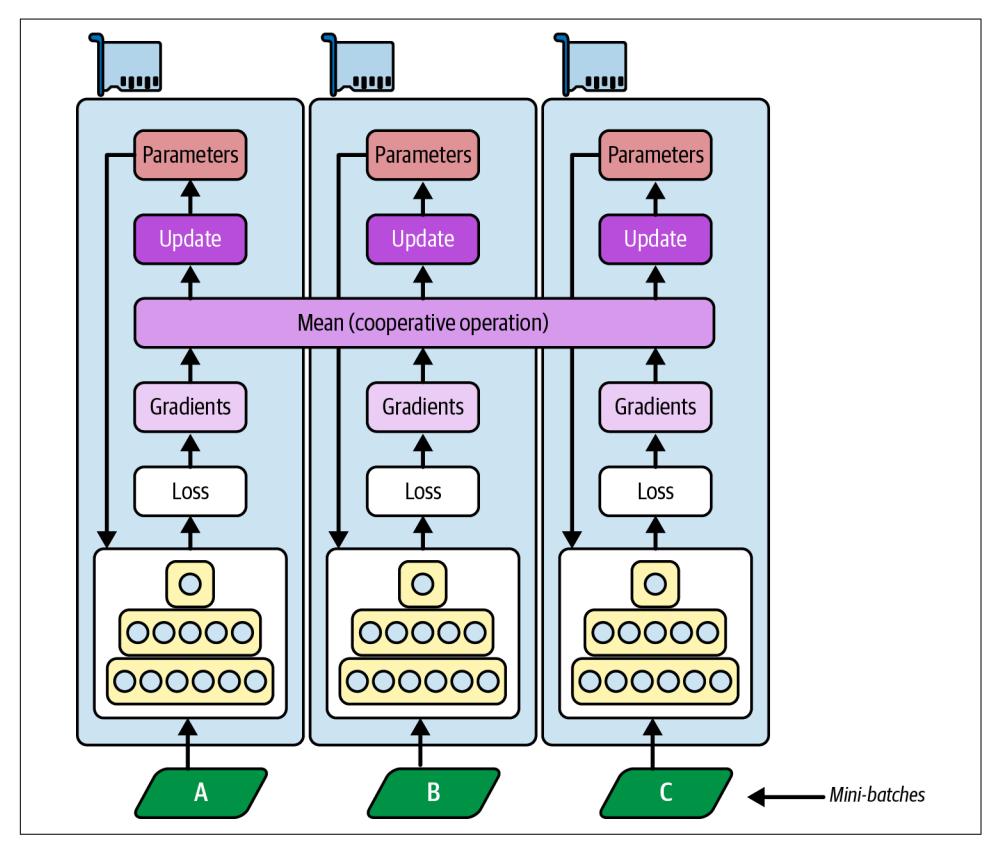 Parameters
Parameters
Parameters
Update
Update
Update
Mean (cooperative operation)
Gradients
Gradients
Gradients
Loss
Loss
Loss
A
B
C
Mini-batches